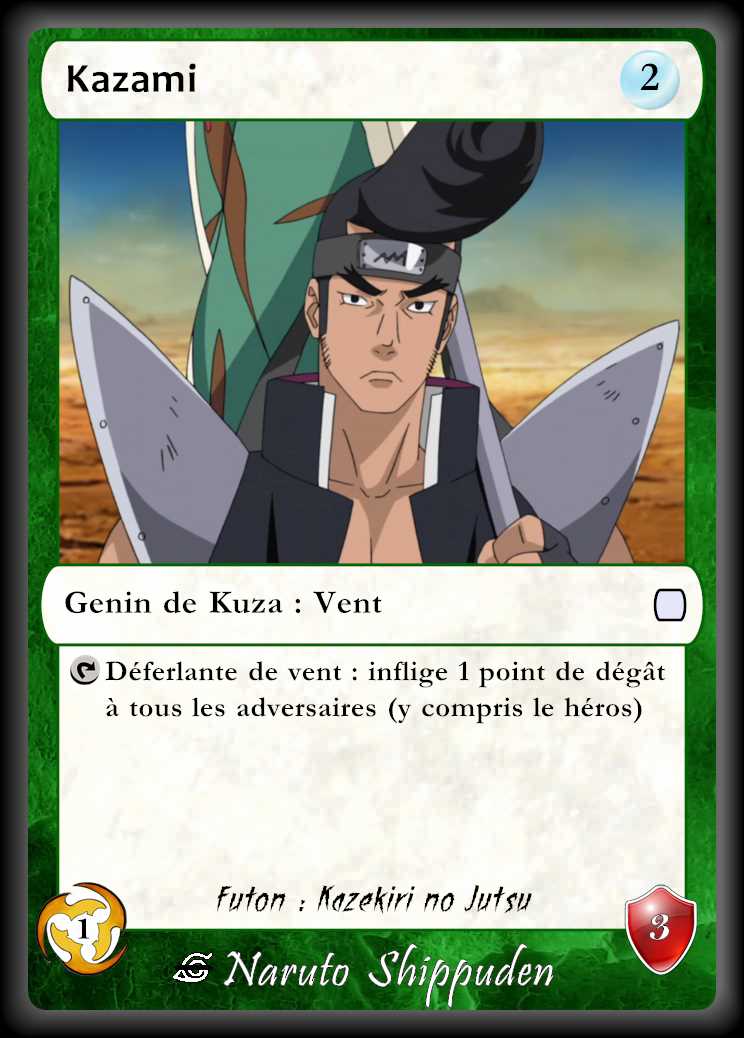 Kazami
2
Genin de Kuza : Vent
Déferlante de vent : inflige 1 point de dégât
à tous les adversaires (y compris le héros)
Futon : Kazekiri no Jutsu
1
3
Naruto Shippuden